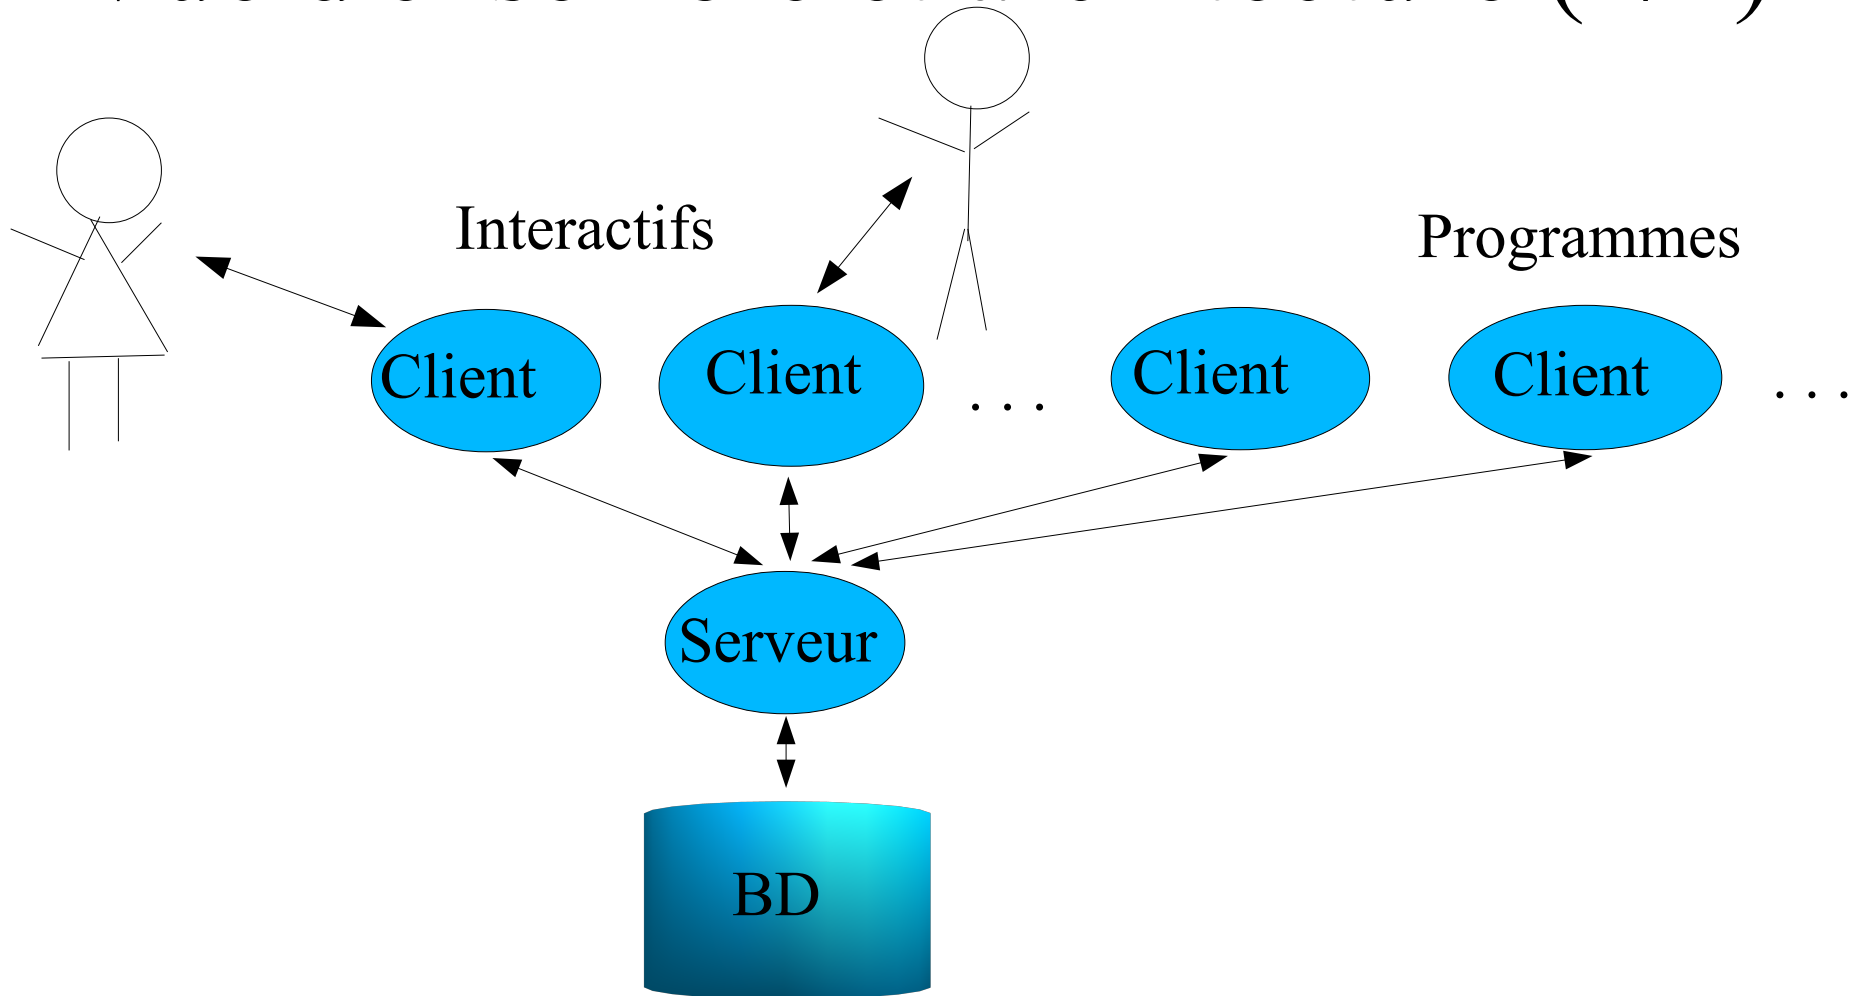 Interactifs
Programmes
Client
Client
. . .
Client
Client
. . .
Serveur
BD